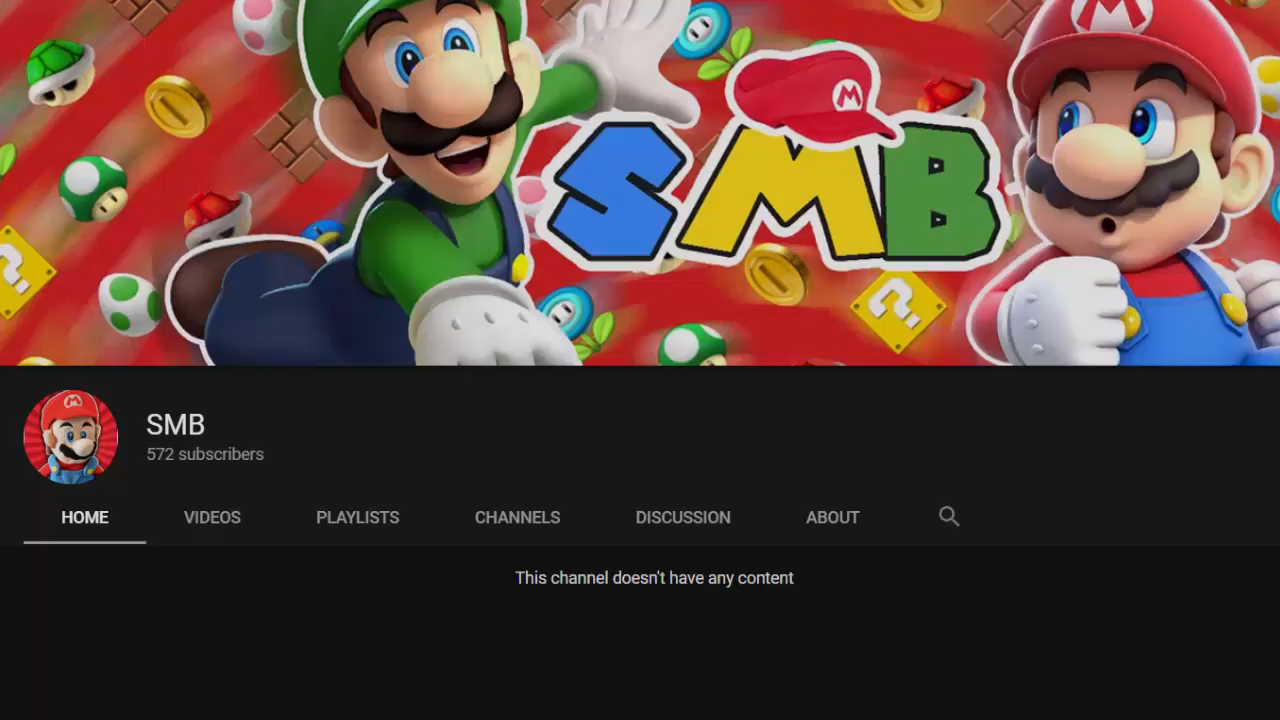 SMB
SMB
572 subscribers
HOME VIDEOS PLAYLISTS CHANNELS DISCUSSION ABOUT
This channel doesn't have any content